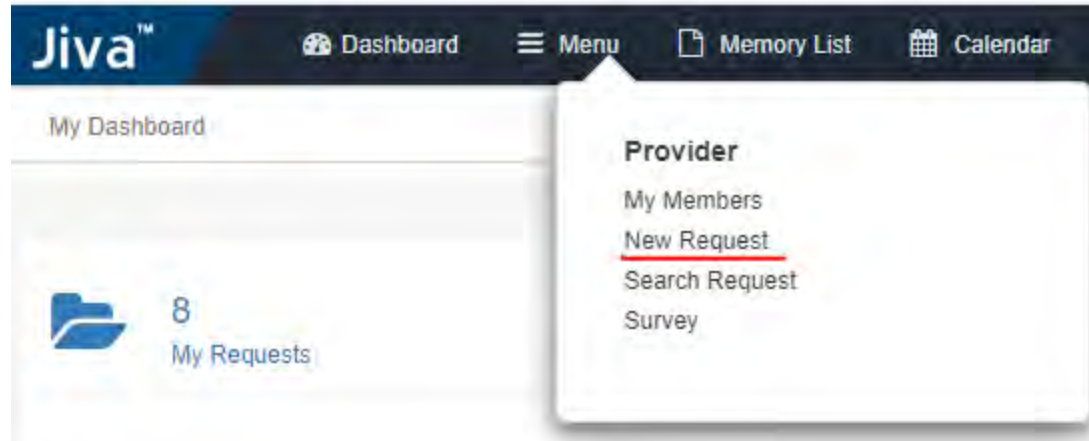 Jiva™ Dashboard Menu Memory List Calendar
My Dashboard
Provider
My Members
New Request
Search Request
Survey
8
My Requests